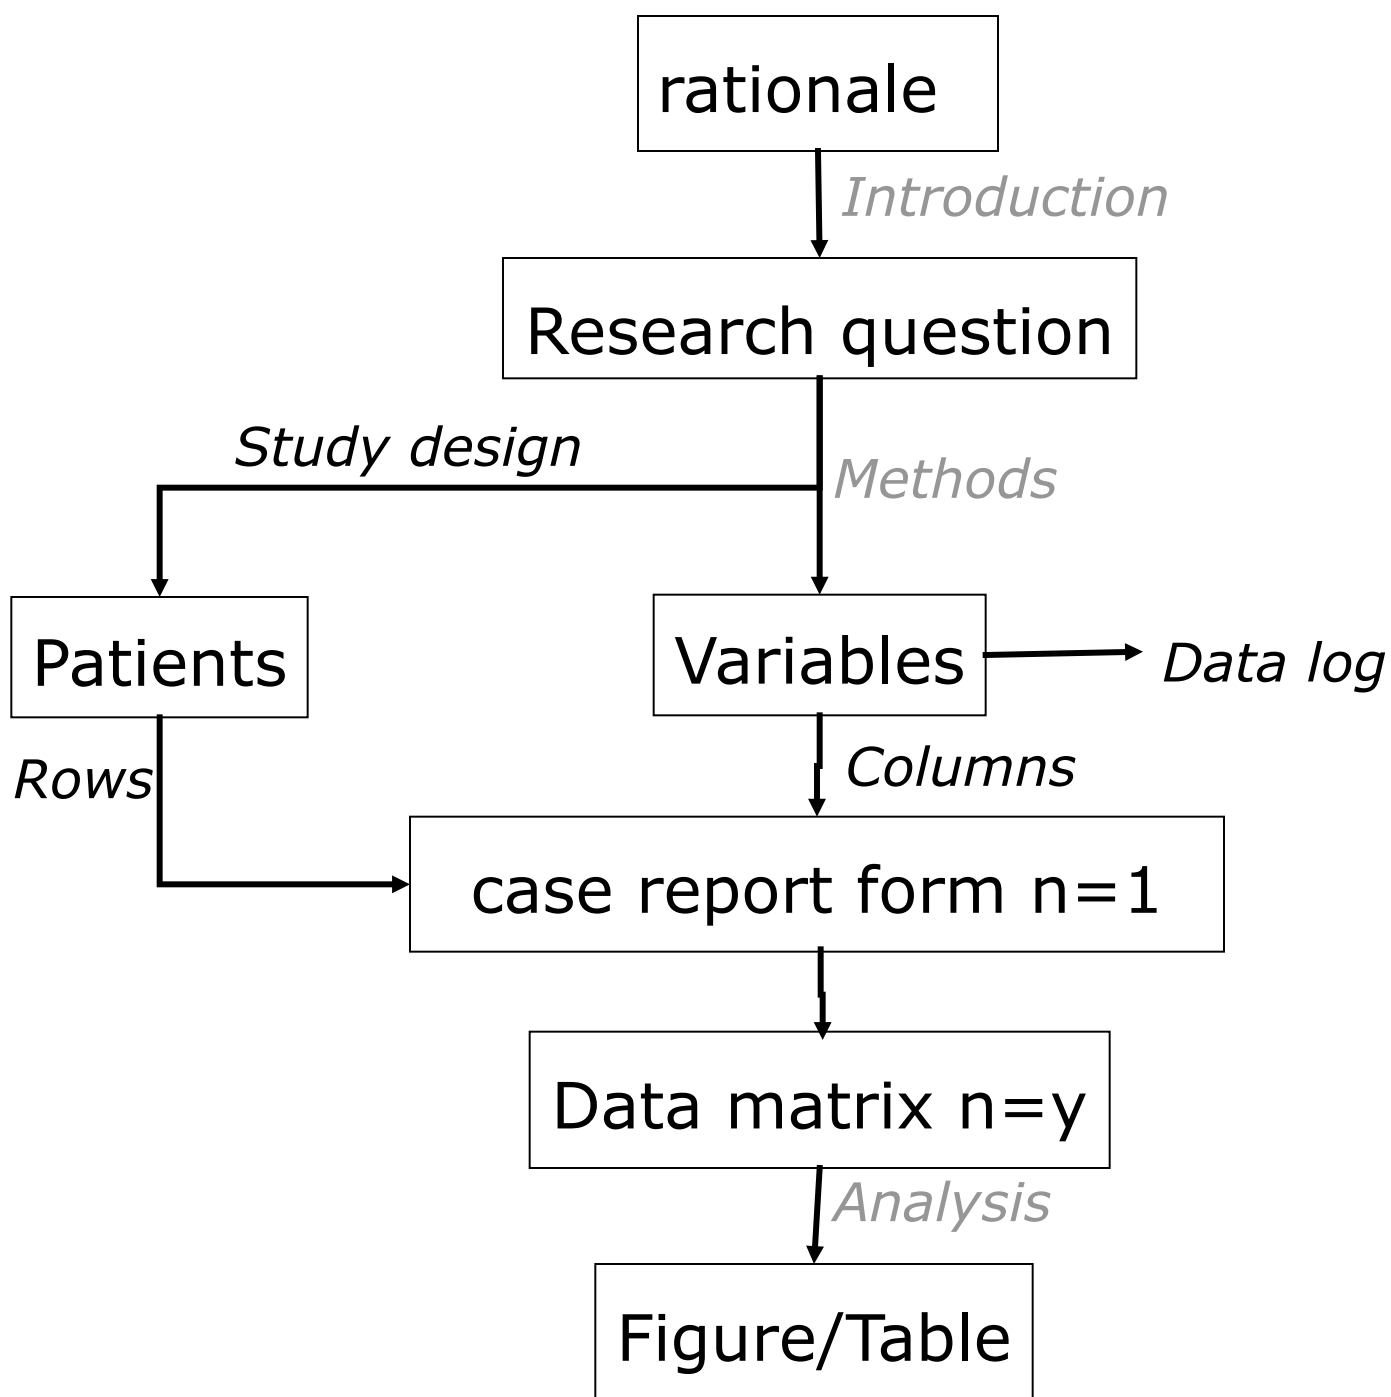 rationale
Introduction
Research question
Study design
Methods
Patients
Variables
Data log
Rows
Columns
case report form n=1
Data matrix n=y
Analysis
Figure/Table